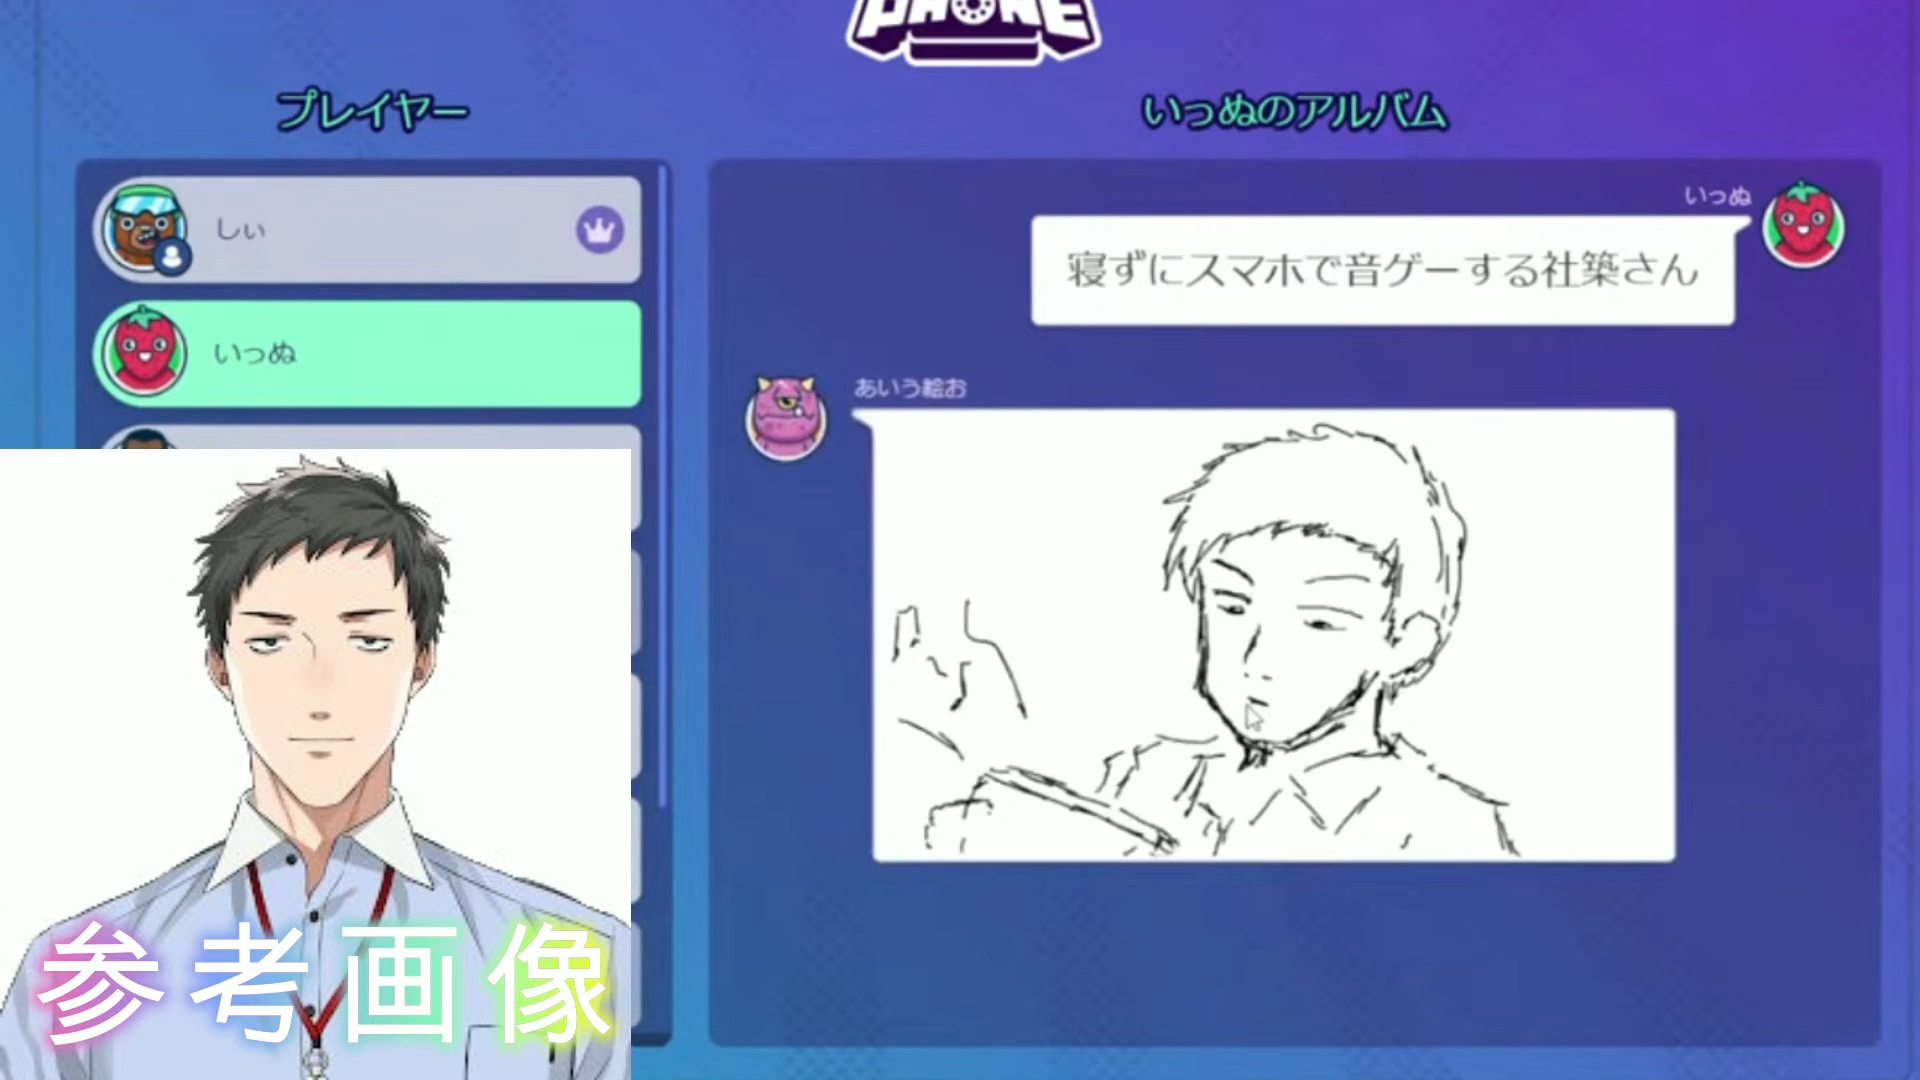 PHONE
プレイヤー
いっぬのアルバム
しぃ
いっぬ
いっぬ
寝ずにスマホで音ゲーする社築さん
あいう絵お
参考画像